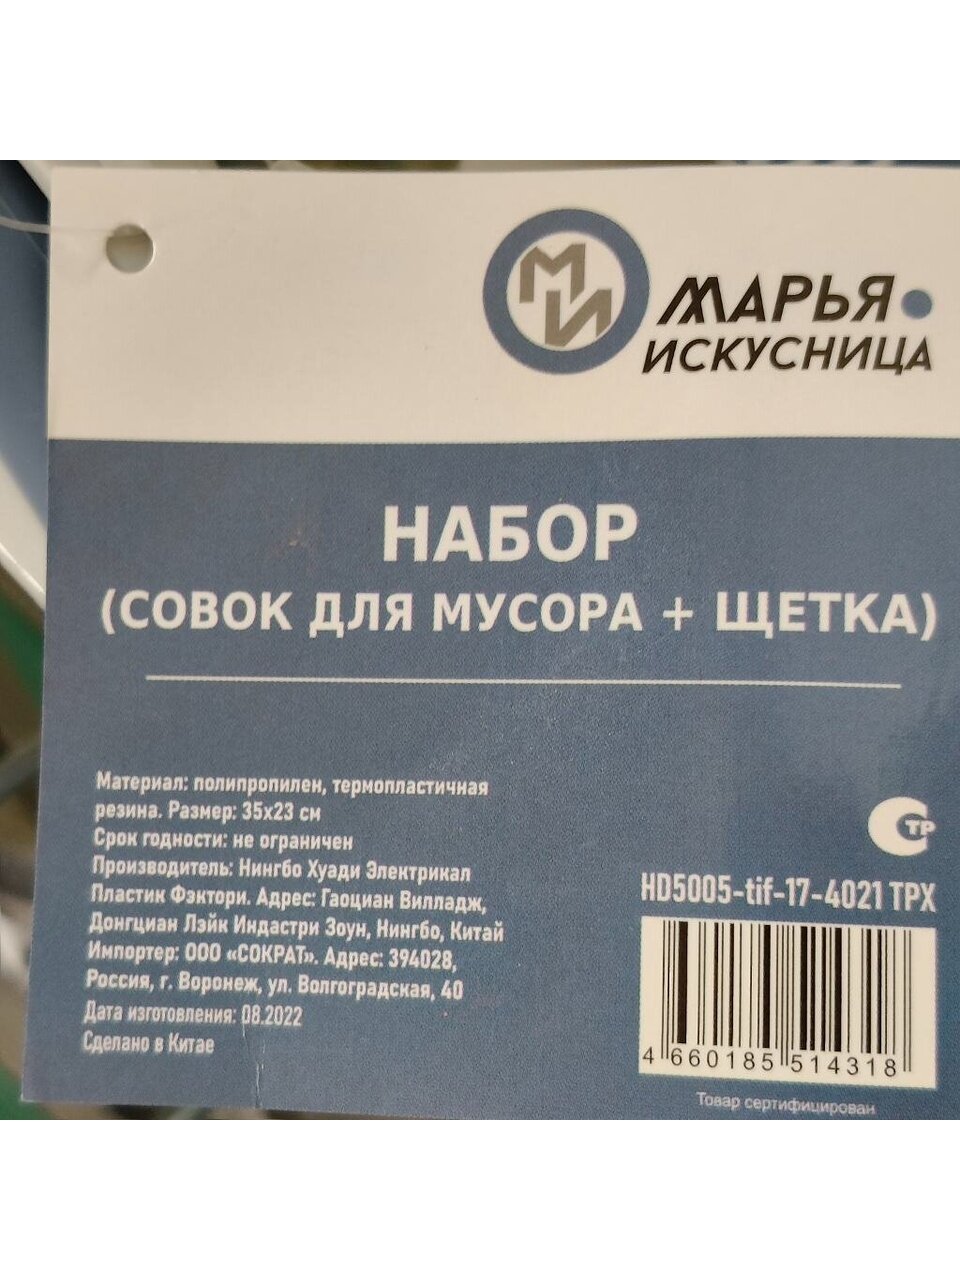 МИ
МАРЬЯ
ИСКУСНИЦА
НАБОР
(СОВОК ДЛЯ МУСОРА + ЩЕТКА)
Материал: полипропилен, термопластичная
резина. Размер: 35х23 см
Срок годности: не ограничен
Производитель: Нингбо Хуади Электрикал
Пластик Фэктори. Адрес: Гаоциан Вилладж,
Донгциан Лэйк Индастри Зоун, Нингбо, Китай
Импортер: ООО «СОКРАТ». Адрес: 394028,
Россия, г. Воронеж, ул. Волгоградская, 40
Дата изготовления: 08.2022
Сделано в Китае
СТР
HD5005-tif-17-4021 TPX
4 660185 514318
Товар сертифицирован